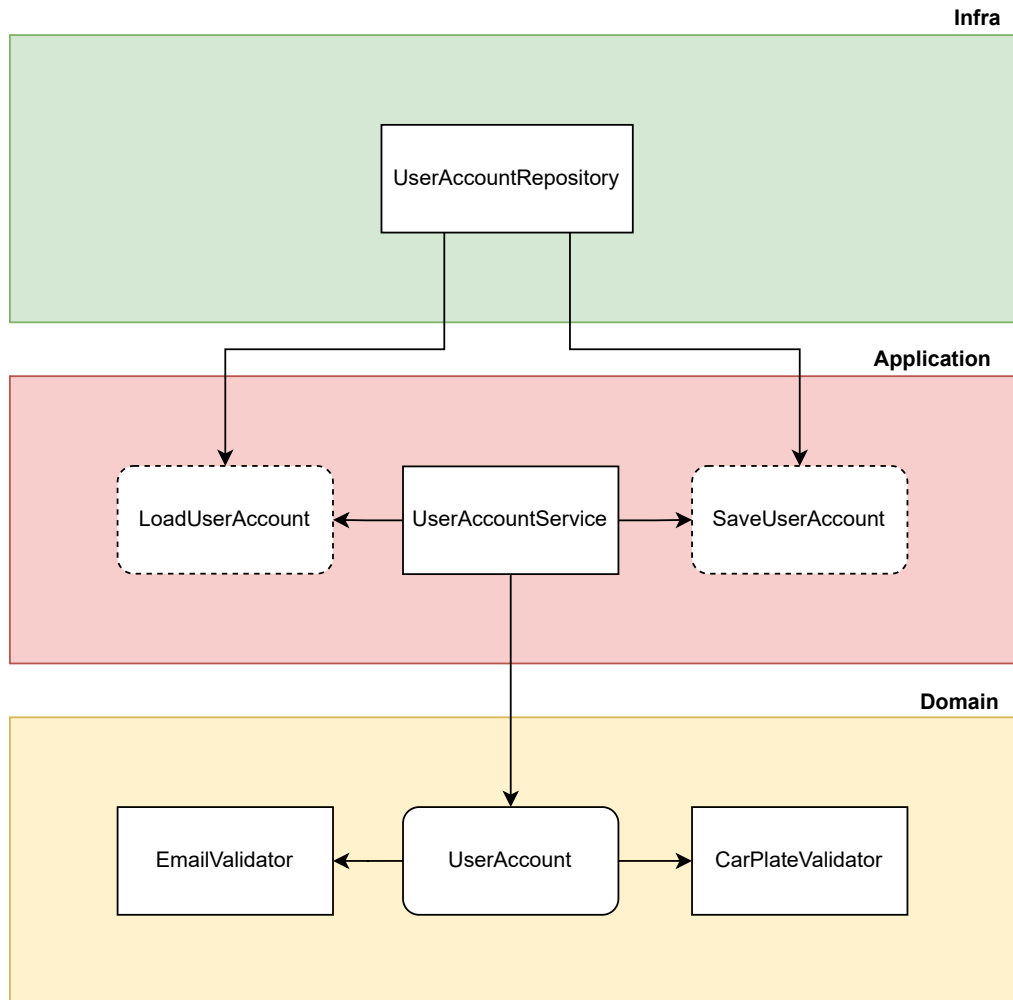 Infra
UserAccountRepository
Application
LoadUserAccount
UserAccountService
SaveUserAccount
Domain
EmailValidator
UserAccount
CarPlateValidator